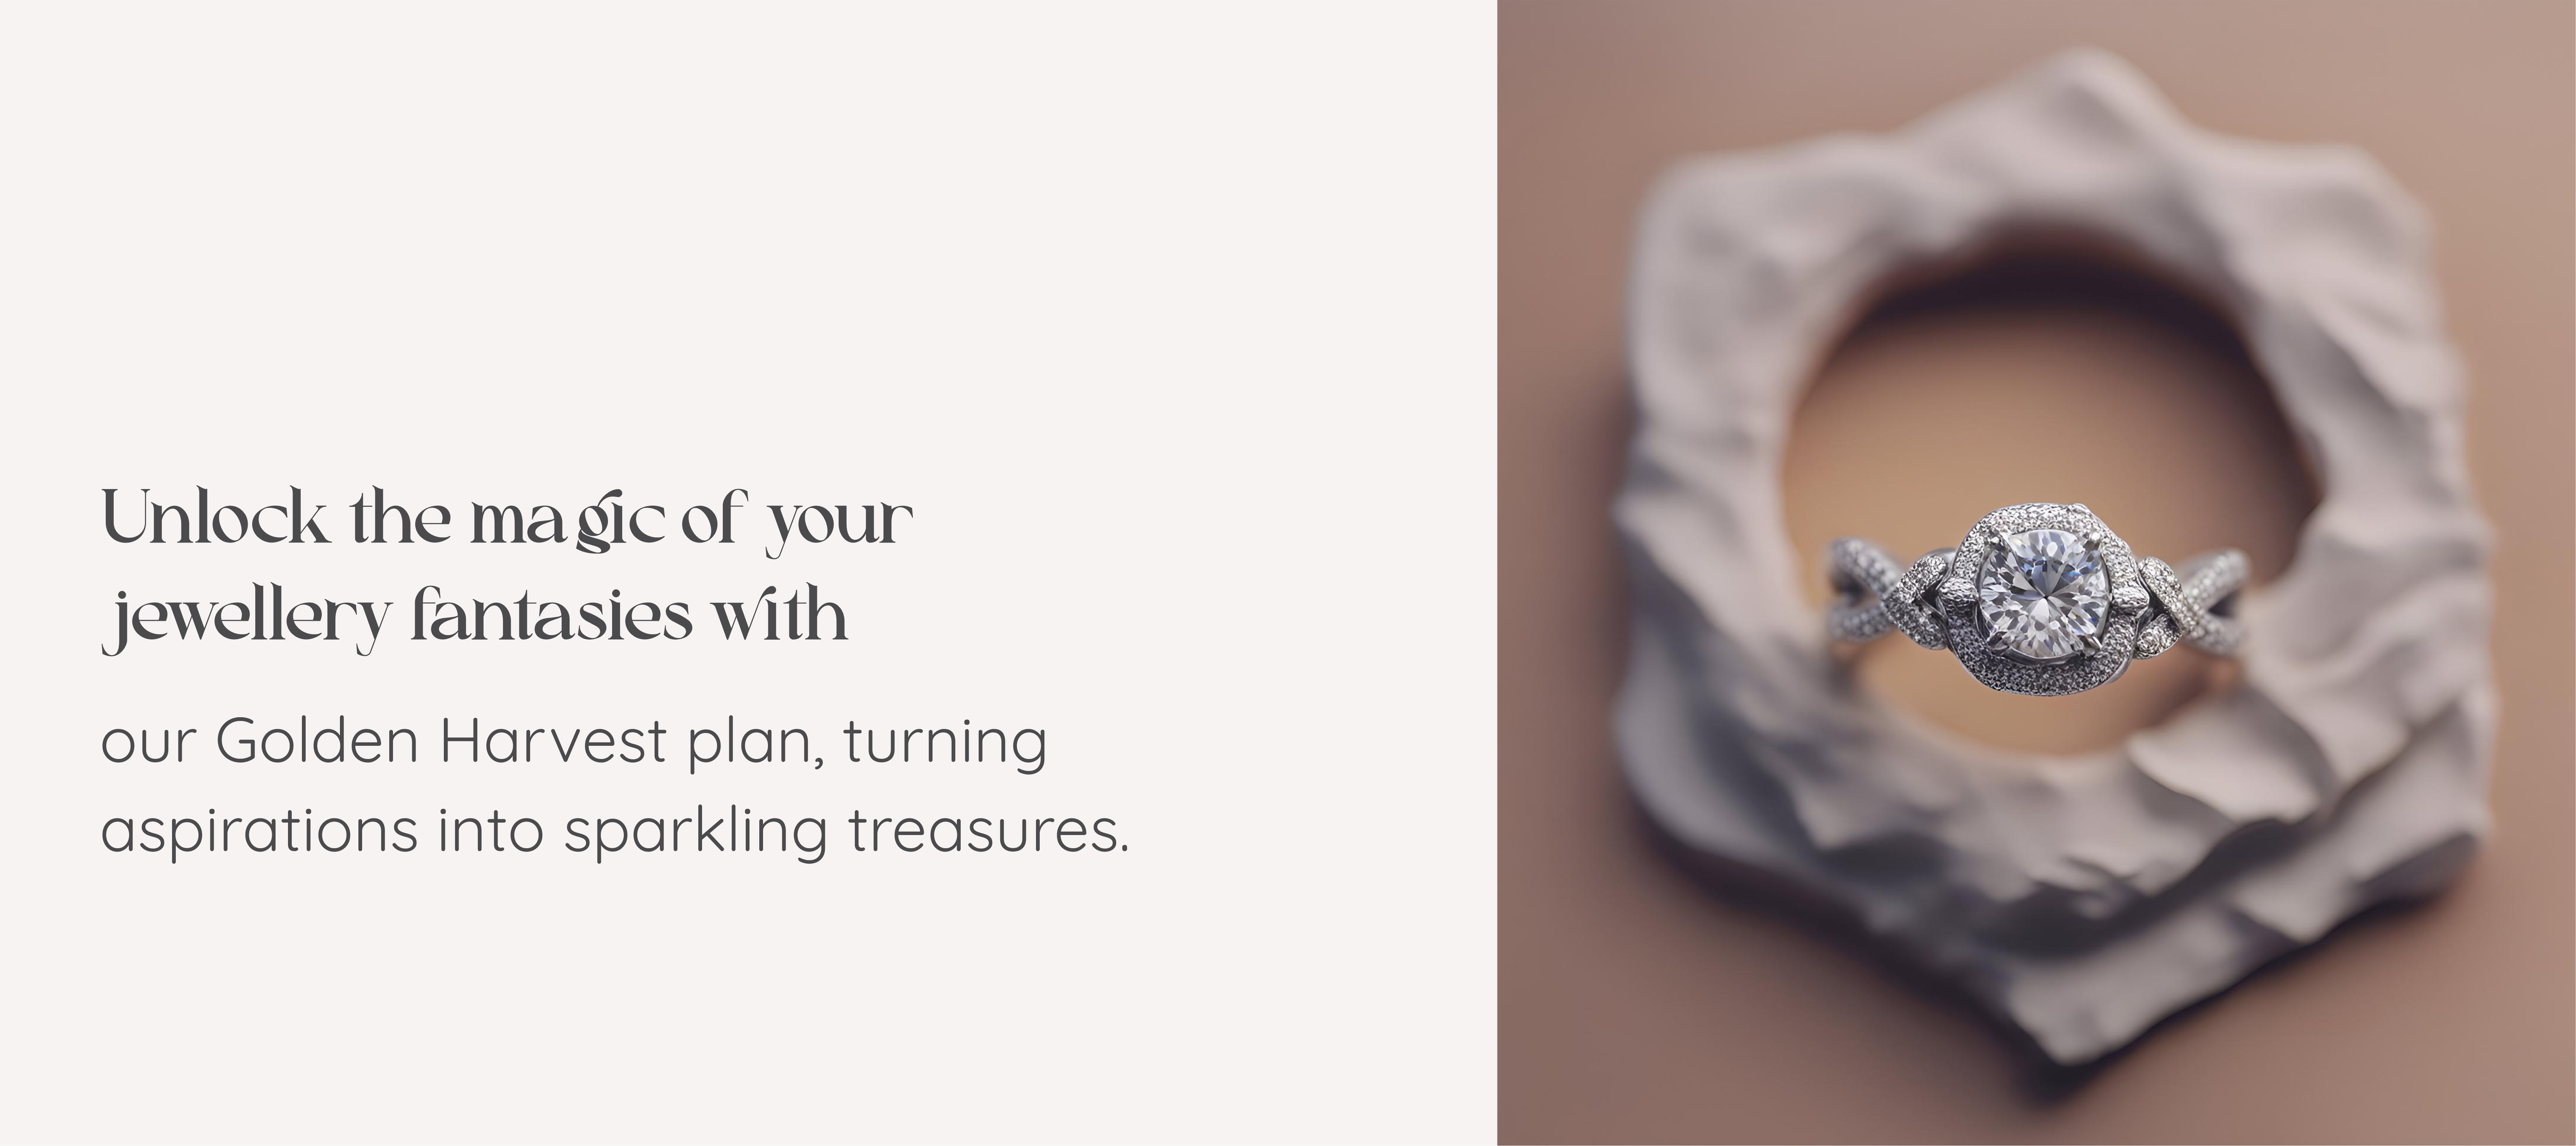 Unlock the magic of your
jewellery fantasies with
our Golden Harvest plan, turning
aspirations into sparkling treasures.